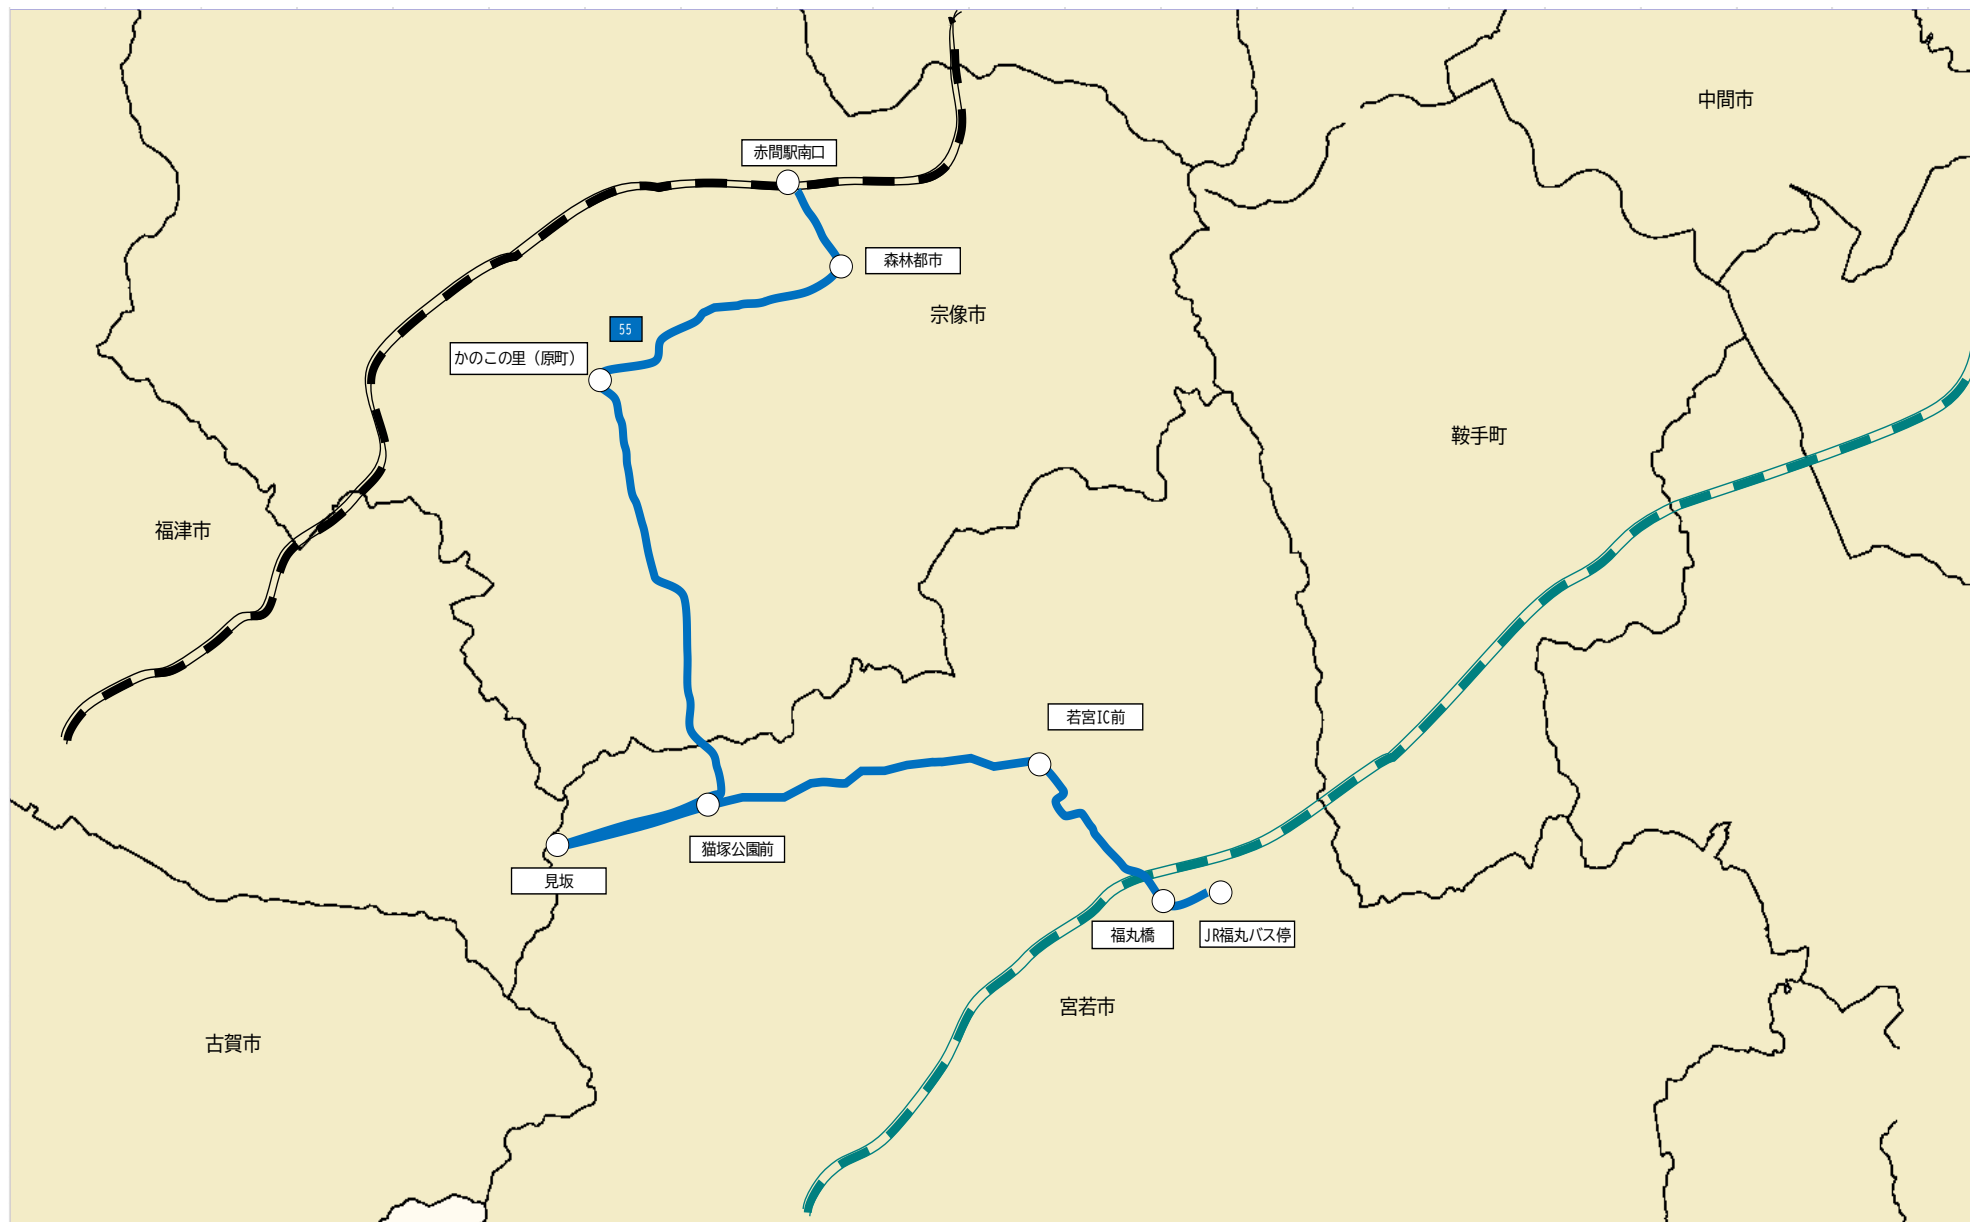 中間市
赤間駅南口
森林都市
宗像市
55
かのこの里（原町）
鞍手町
福津市
若宮IC前
猫塚公園前
見坂
福丸橋
JR福丸バス停
宮若市
古賀市